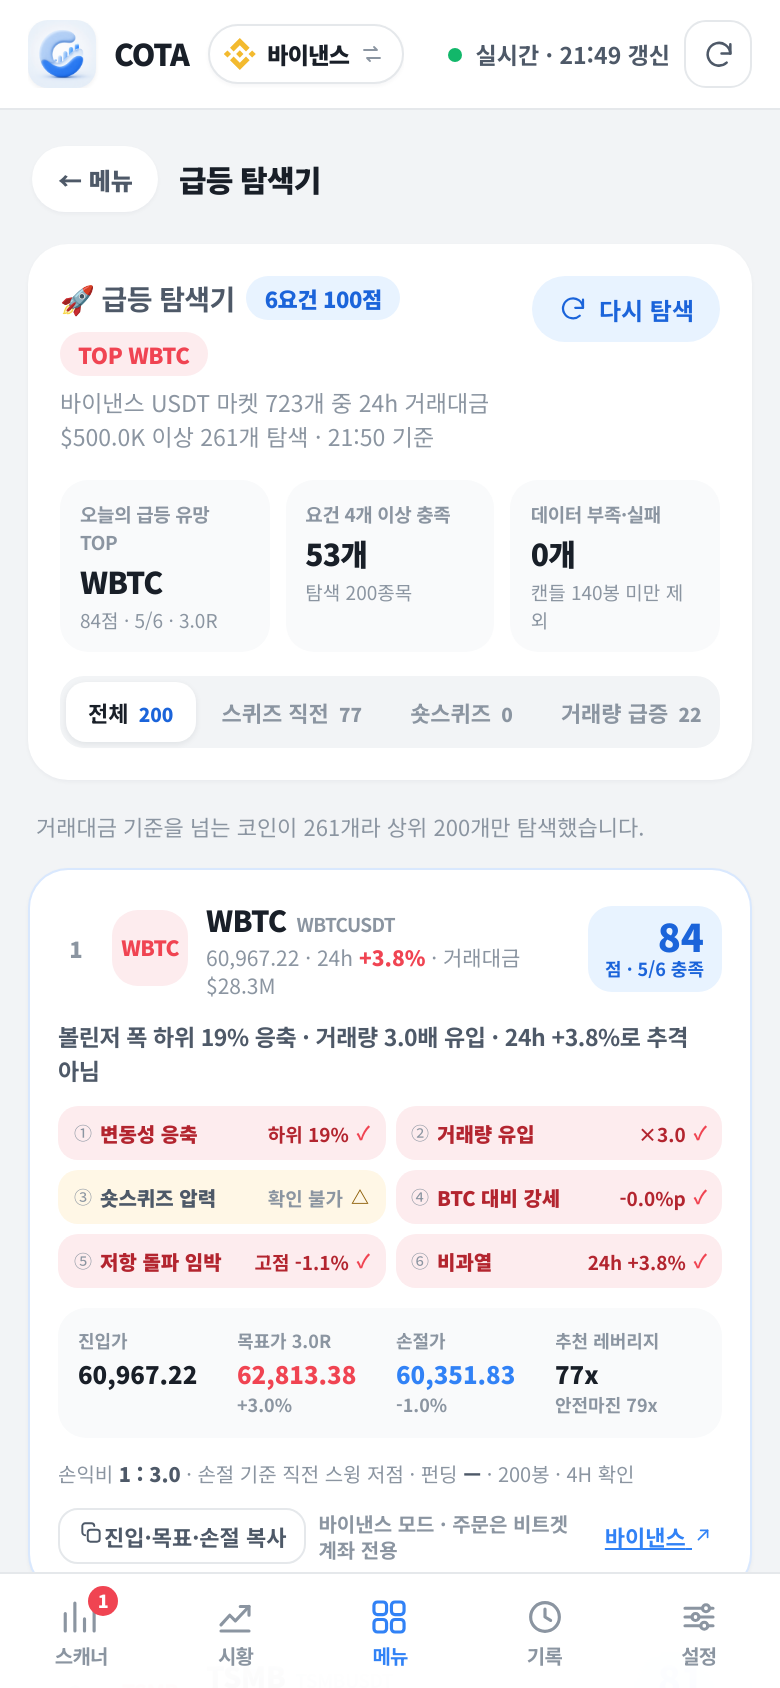 COTA 바이낸스 실시간 · 21:49 갱신
← 메뉴 급등 탐색기
🚀 급등 탐색기 6요건 100점 다시 탐색
TOP WBTC
바이낸스 USDT 마켓 723개 중 24h 거래대금
$500.0K 이상 261개 탐색 · 21:50 기준
오늘의 급등 유망
TOP
WBTC
84점 · 5/6 · 3.0R
요건 4개 이상 충족
53개
탐색 200종목
데이터 부족·실패
0개
캔들 140봉 미만 제
외
전체 200 스퀴즈 직전 77 숏스퀴즈 0 거래량 급증 22
거래대금 기준을 넘는 코인이 261개라 상위 200개만 탐색했습니다.
1 WBTC WBTC WBTCUSDT
60,967.22 · 24h +3.8% · 거래대금
$28.3M
84
점 · 5/6 충족
볼린저 폭 하위 19% 응축 · 거래량 3.0배 유입 · 24h +3.8%로 추격
아님
① 변동성 응축 하위 19% ✓
② 거래량 유입 ×3.0 ✓
③ 숏스퀴즈 압력 확인 불가 △
④ BTC 대비 강세 -0.0%p ✓
⑤ 저항 돌파 임박 고점 -1.1% ✓
⑥ 비과열 24h +3.8% ✓
진입가
60,967.22
목표가 3.0R
62,813.38
+3.0%
손절가
60,351.83
-1.0%
추천 레버리지
77x
안전마진 79x
손익비 1 : 3.0 · 손절 기준 직전 스윙 저점 · 펀딩 — · 200봉 · 4H 확인
진입·목표·손절 복사
바이낸스 모드 · 주문은 비트겟
계좌 전용
바이낸스 ↗
1
스캐너 시황 메뉴 기록 설정